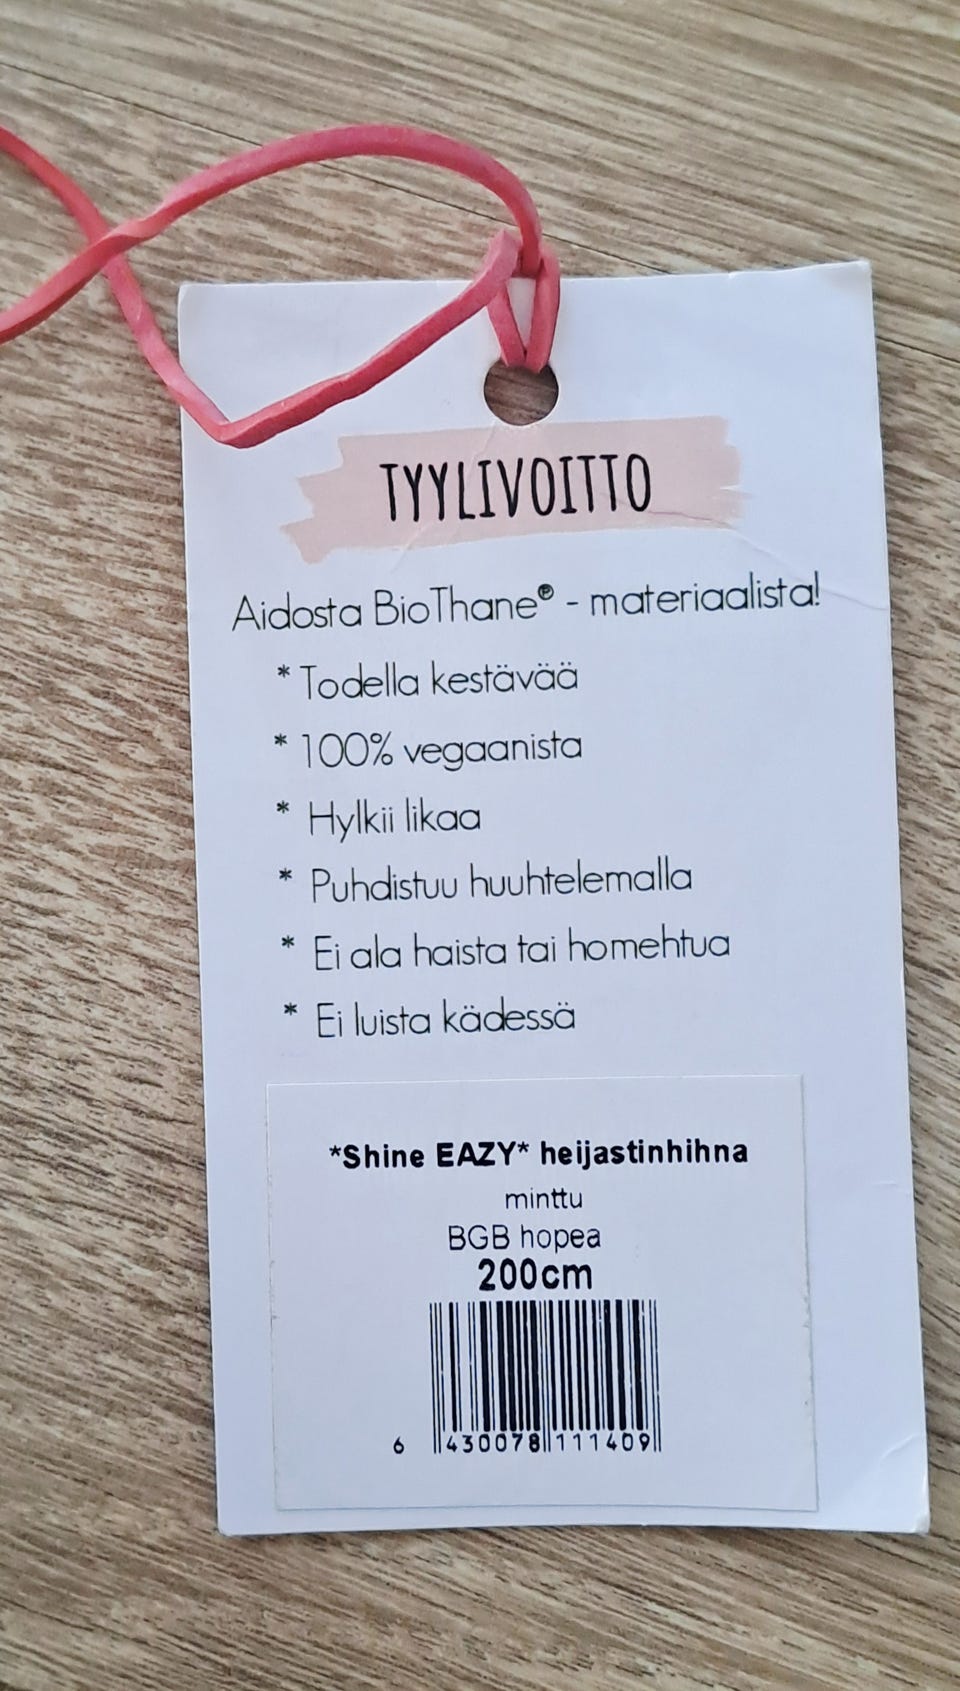 TYYLIVOITTO
Aidosta BioThane® - materiaalista!
* Todella kestävää
* 100% vegaanista
* Hylkii likaa
* Puhdistuu huuhtelemalla
* Ei ala haista tai homehtua
* Ei luista kädessä
*Shine EAZY* heijastinhihna
minttu
BGB hopea
200cm
6 430078 111409